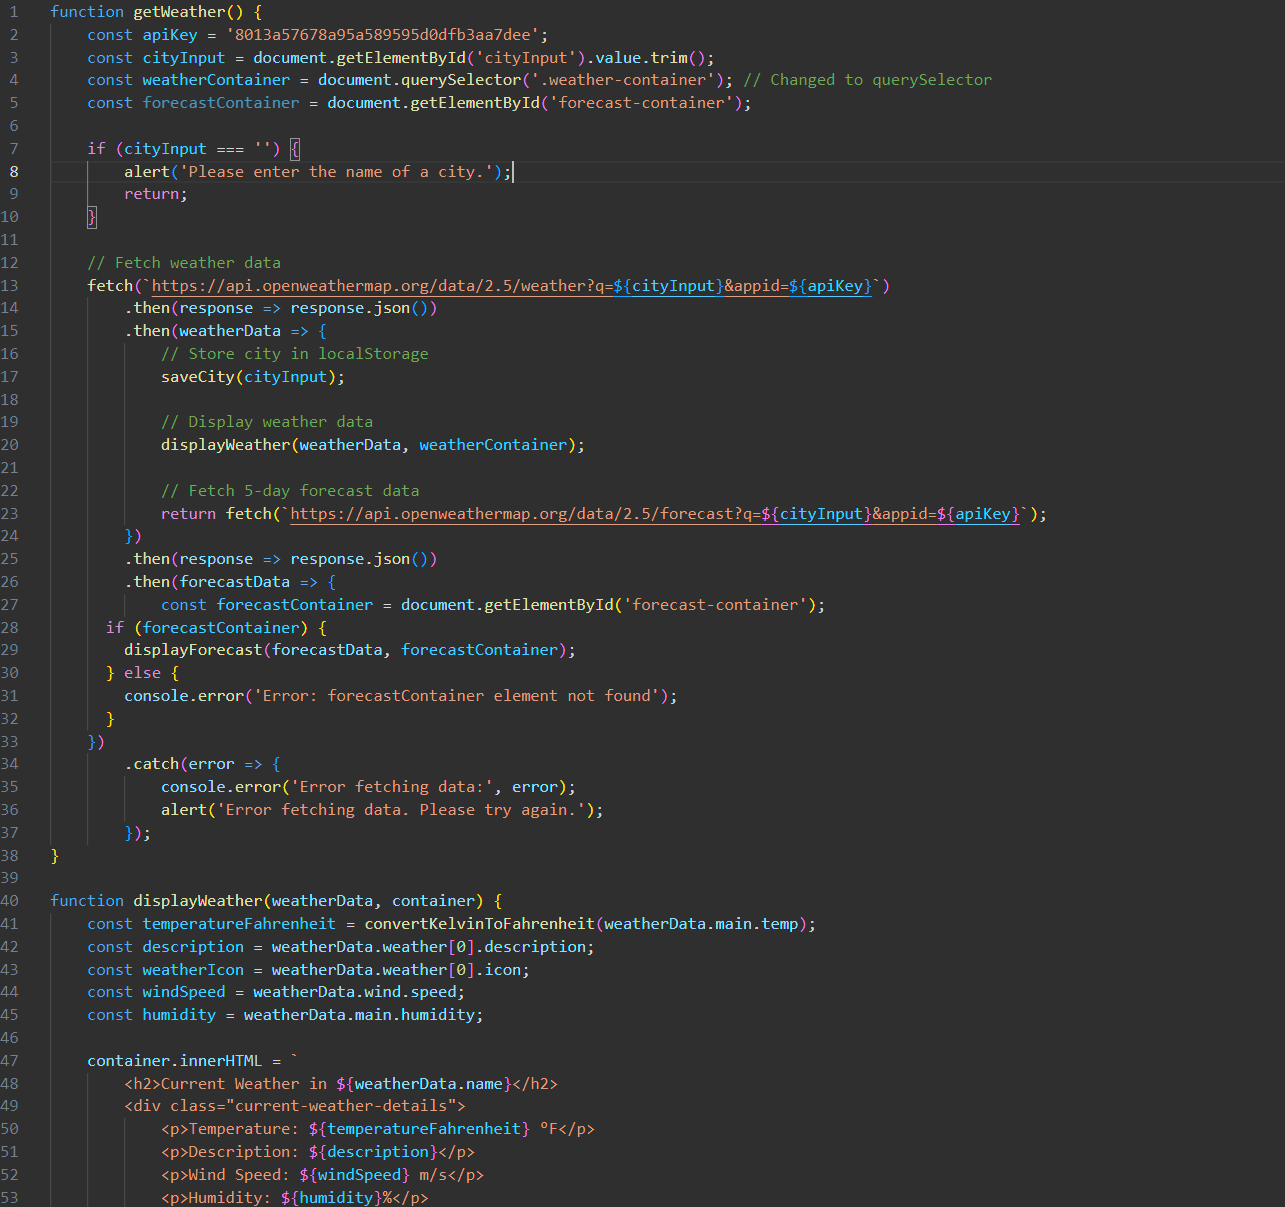 1 function getWeather() {
2 const apiKey = '8013a57678a95a589595d0dfb3aa7dee';
3 const cityInput = document.getElementById('cityInput').value.trim();
4 const weatherContainer = document.querySelector('.weather-container'); // Changed to querySelector
5 const forecastContainer = document.getElementById('forecast-container');
6
7 if (cityInput === '') {
8 alert('Please enter the name of a city.');
9 return;
10 }
11
12 // Fetch weather data
13 fetch(`https://api.openweathermap.org/data/2.5/weather?q=${cityInput}&appid=${apiKey}`)
14 .then(response => response.json())
15 .then(weatherData => {
16 // Store city in localStorage
17 saveCity(cityInput);
18
19 // Display weather data
20 displayWeather(weatherData, weatherContainer);
21
22 // Fetch 5-day forecast data
23 return fetch(`https://api.openweathermap.org/data/2.5/forecast?q=${cityInput}&appid=${apiKey}`);
24 })
25 .then(response => response.json())
26 .then(forecastData => {
27 const forecastContainer = document.getElementById('forecast-container');
28 if (forecastContainer) {
29 displayForecast(forecastData, forecastContainer);
30 } else {
31 console.error('Error: forecastContainer element not found');
32 }
33 })
34 .catch(error => {
35 console.error('Error fetching data:', error);
36 alert('Error fetching data. Please try again.');
37 });
38 }
39
40 function displayWeather(weatherData, container) {
41 const temperatureFahrenheit = convertKelvinToFahrenheit(weatherData.main.temp);
42 const description = weatherData.weather[0].description;
43 const weatherIcon = weatherData.weather[0].icon;
44 const windSpeed = weatherData.wind.speed;
45 const humidity = weatherData.main.humidity;
46
47 container.innerHTML = `
48 <h2>Current Weather in ${weatherData.name}</h2>
49 <div class="current-weather-details">
50 <p>Temperature: ${temperatureFahrenheit} °F</p>
51 <p>Description: ${description}</p>
52 <p>Wind Speed: ${windSpeed} m/s</p>
53 <p>Humidity: ${humidity}%</p>